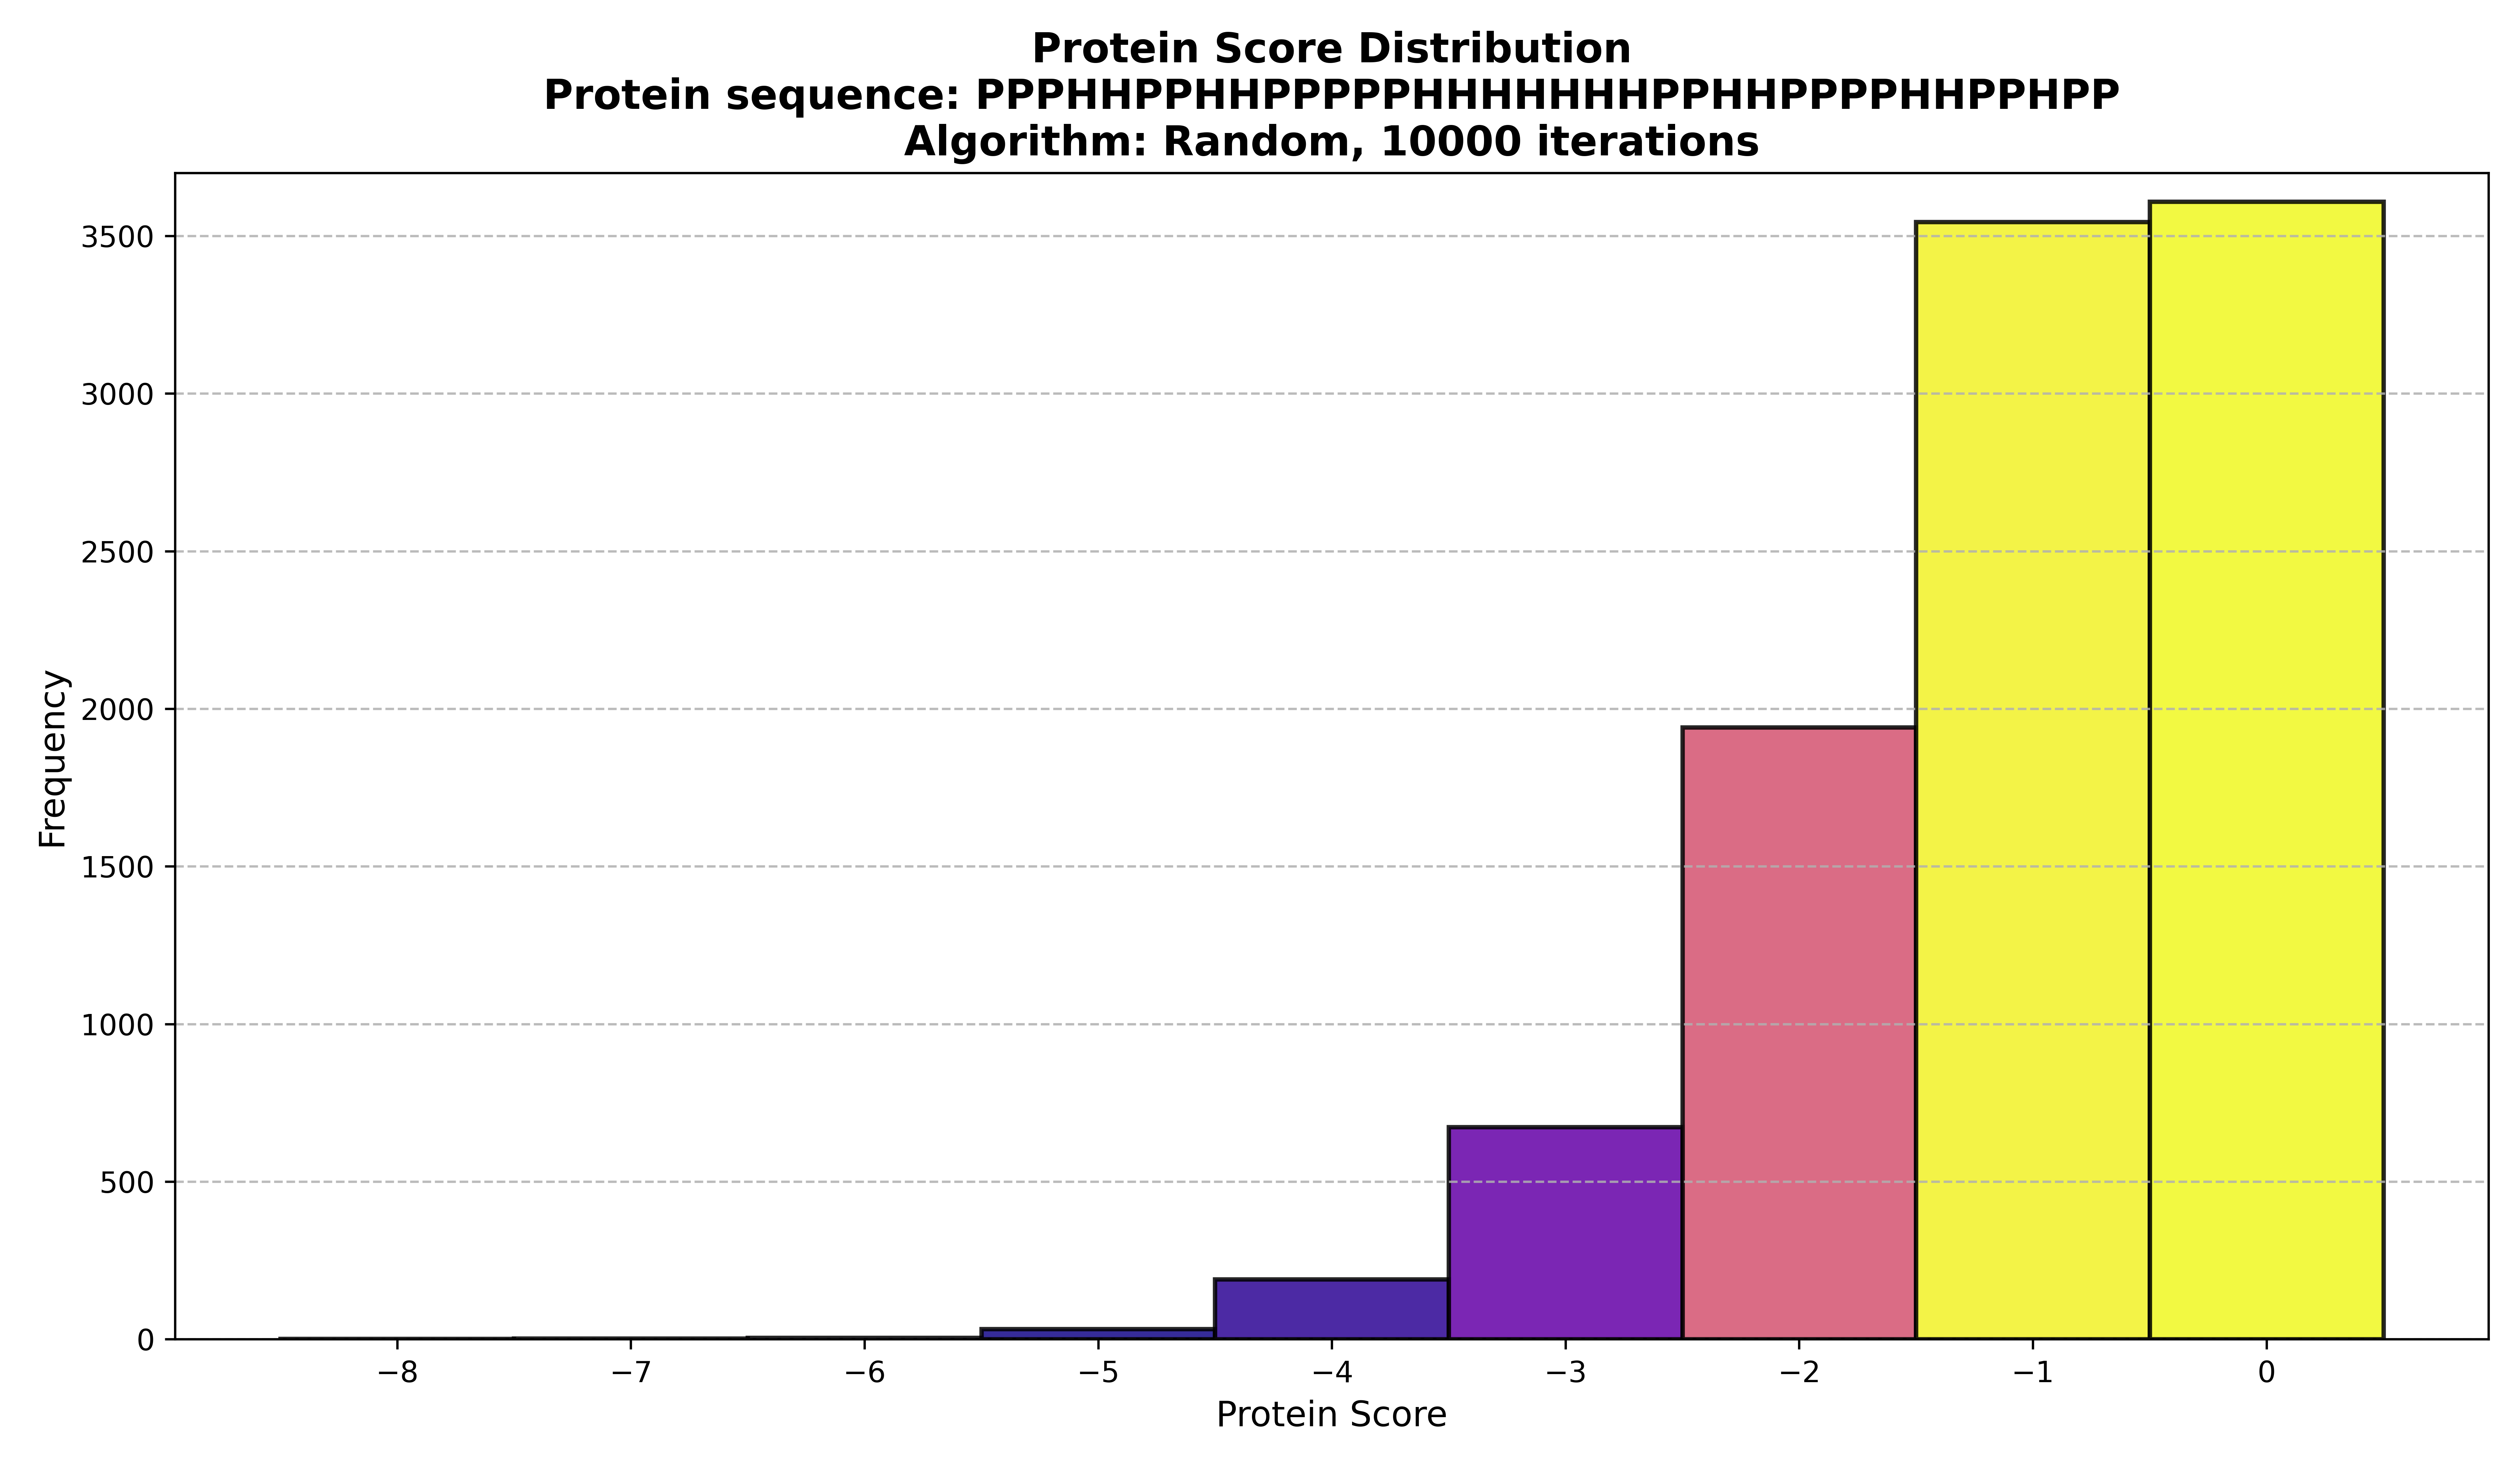 Protein Score Distribution
Protein sequence: PPPHHPPHHPPPPPHHHHHHHPPHHPPPPHHPPHPP
Algorithm: Random, 10000 iterations
3500
3000
2500
2000
1500
1000
500
0
Frequency
−8 −7 −6 −5 −4 −3 −2 −1 0
Protein Score